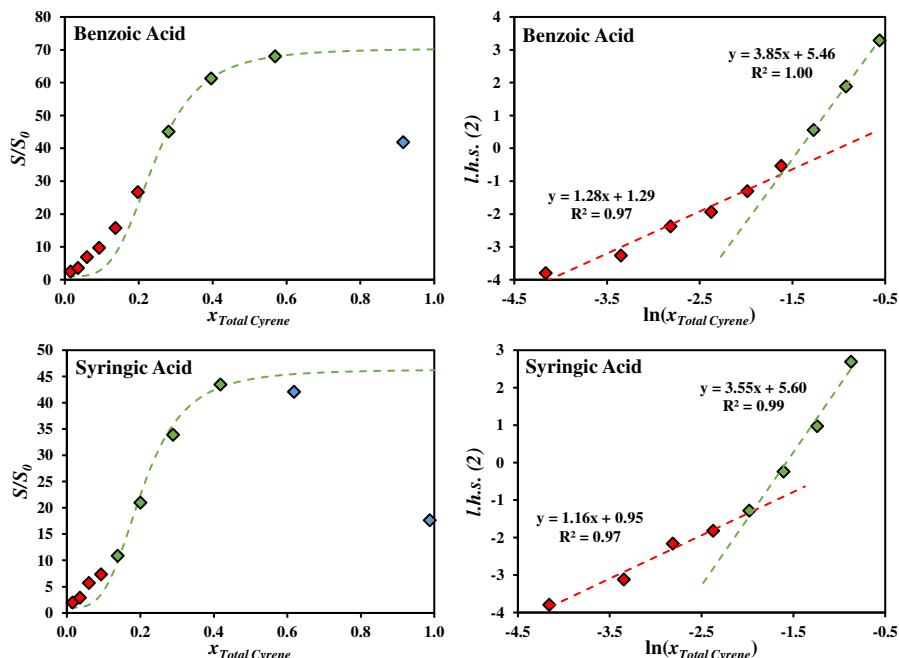 Benzoic Acid
80
70
60
50
40
30
20
10
0
S/S0
0.0 0.2 0.4 0.6 0.8 1.0
xTotal Cyrene
Benzoic Acid
4
3
2
1
0
-1
-2
-3
-4
l.h.s. (2)
y = 3.85x + 5.46
R² = 1.00
y = 1.28x + 1.29
R² = 0.97
-4.5 -3.5 -2.5 -1.5 -0.5
ln(xTotal Cyrene)
Syringic Acid
50
45
40
35
30
25
20
15
10
5
0
S/S0
0.0 0.2 0.4 0.6 0.8 1.0
xTotal Cyrene
Syringic Acid
3
2
1
0
-1
-2
-3
-4
l.h.s. (2)
y = 3.55x + 5.60
R² = 0.99
y = 1.16x + 0.95
R² = 0.97
-4.5 -3.5 -2.5 -1.5 -0.5
ln(xTotal Cyrene)